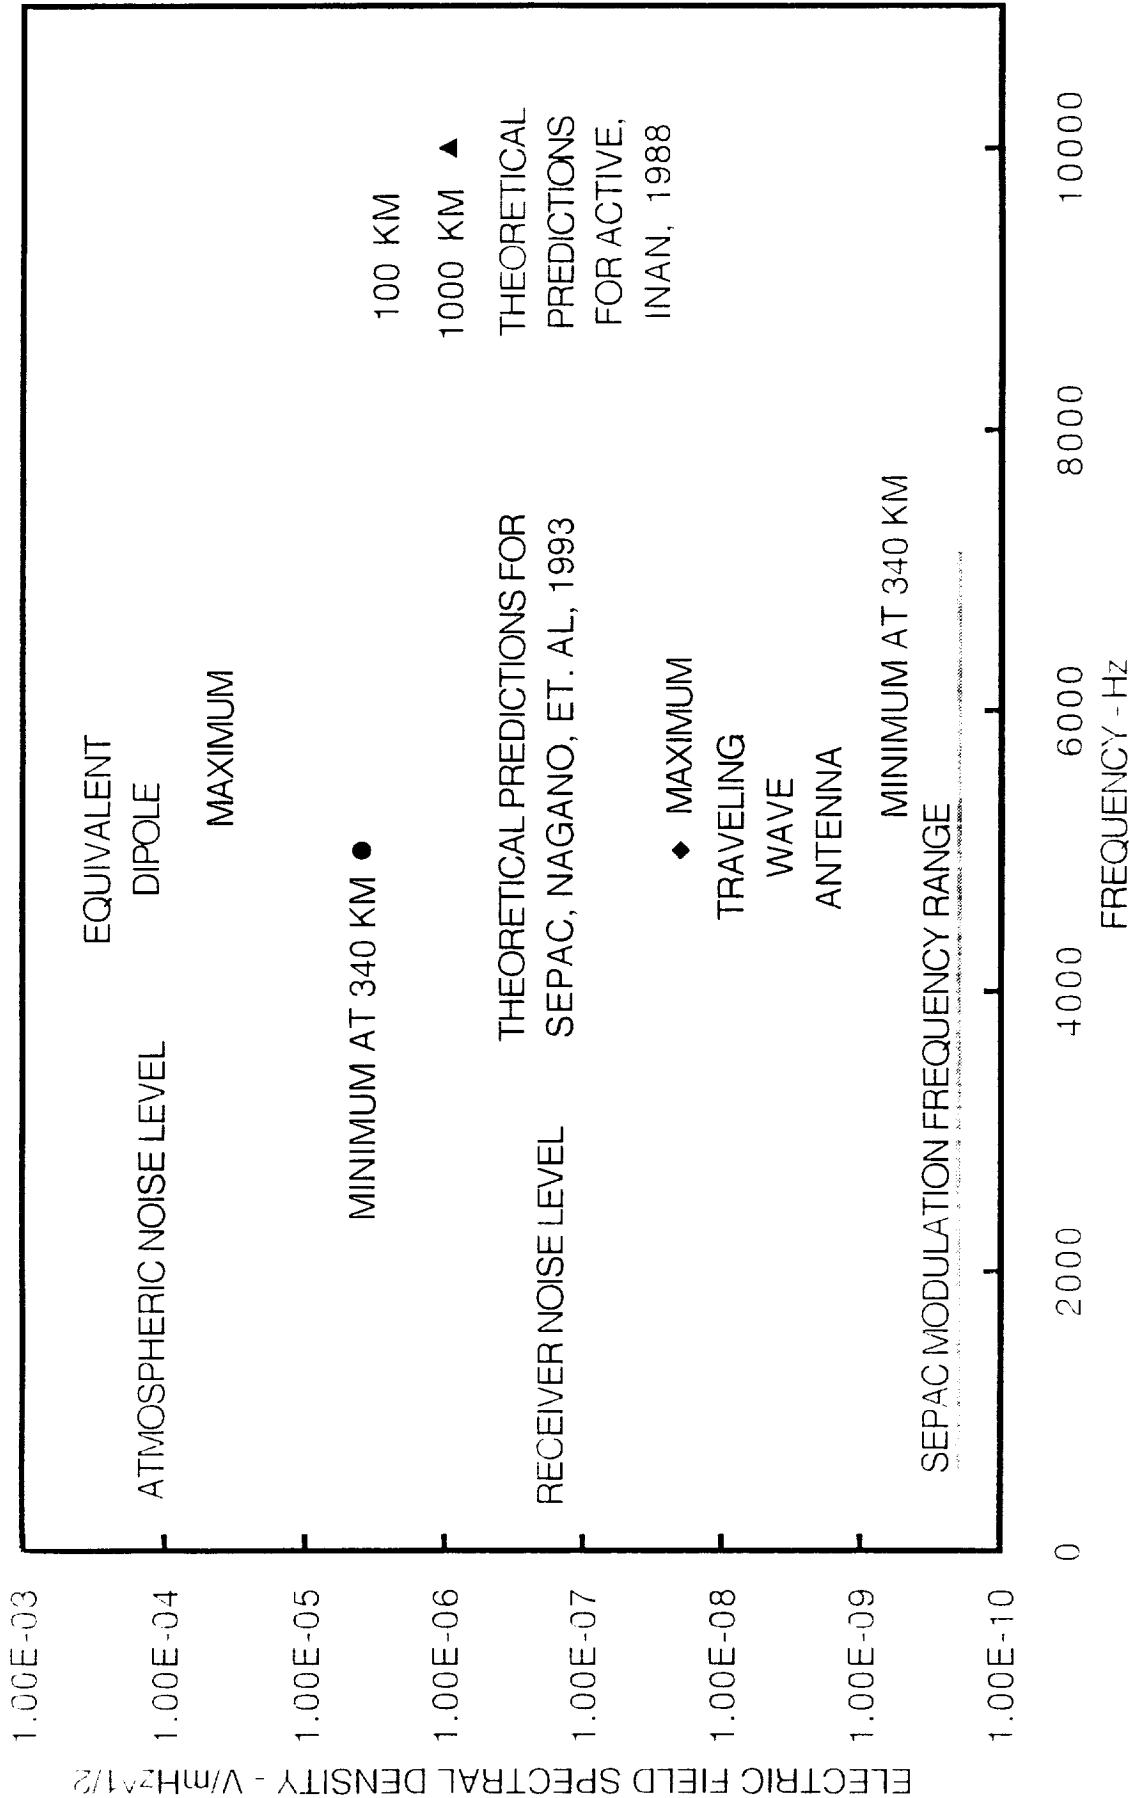 ELECTRIC FIELD SPECTRAL DENSITY - V/mHz^1/2
1.00E-03
1.00E-04
1.00E-05
1.00E-06
1.00E-07
1.00E-08
1.00E-09
1.00E-10
EQUIVALENT
DIPOLE
MAXIMUM
ATMOSPHERIC NOISE LEVEL
MINIMUM AT 340 KM
100 KM
1000 KM
THEORETICAL
PREDICTIONS
FOR ACTIVE,
INAN, 1988
THEORETICAL PREDICTIONS FOR
SEPAC, NAGANO, ET. AL, 1993
RECEIVER NOISE LEVEL
MAXIMUM
TRAVELING
WAVE
ANTENNA
MINIMUM AT 340 KM
SEPAC MODULATION FREQUENCY RANGE
0
2000
4000
6000
8000
10000
FREQUENCY - Hz